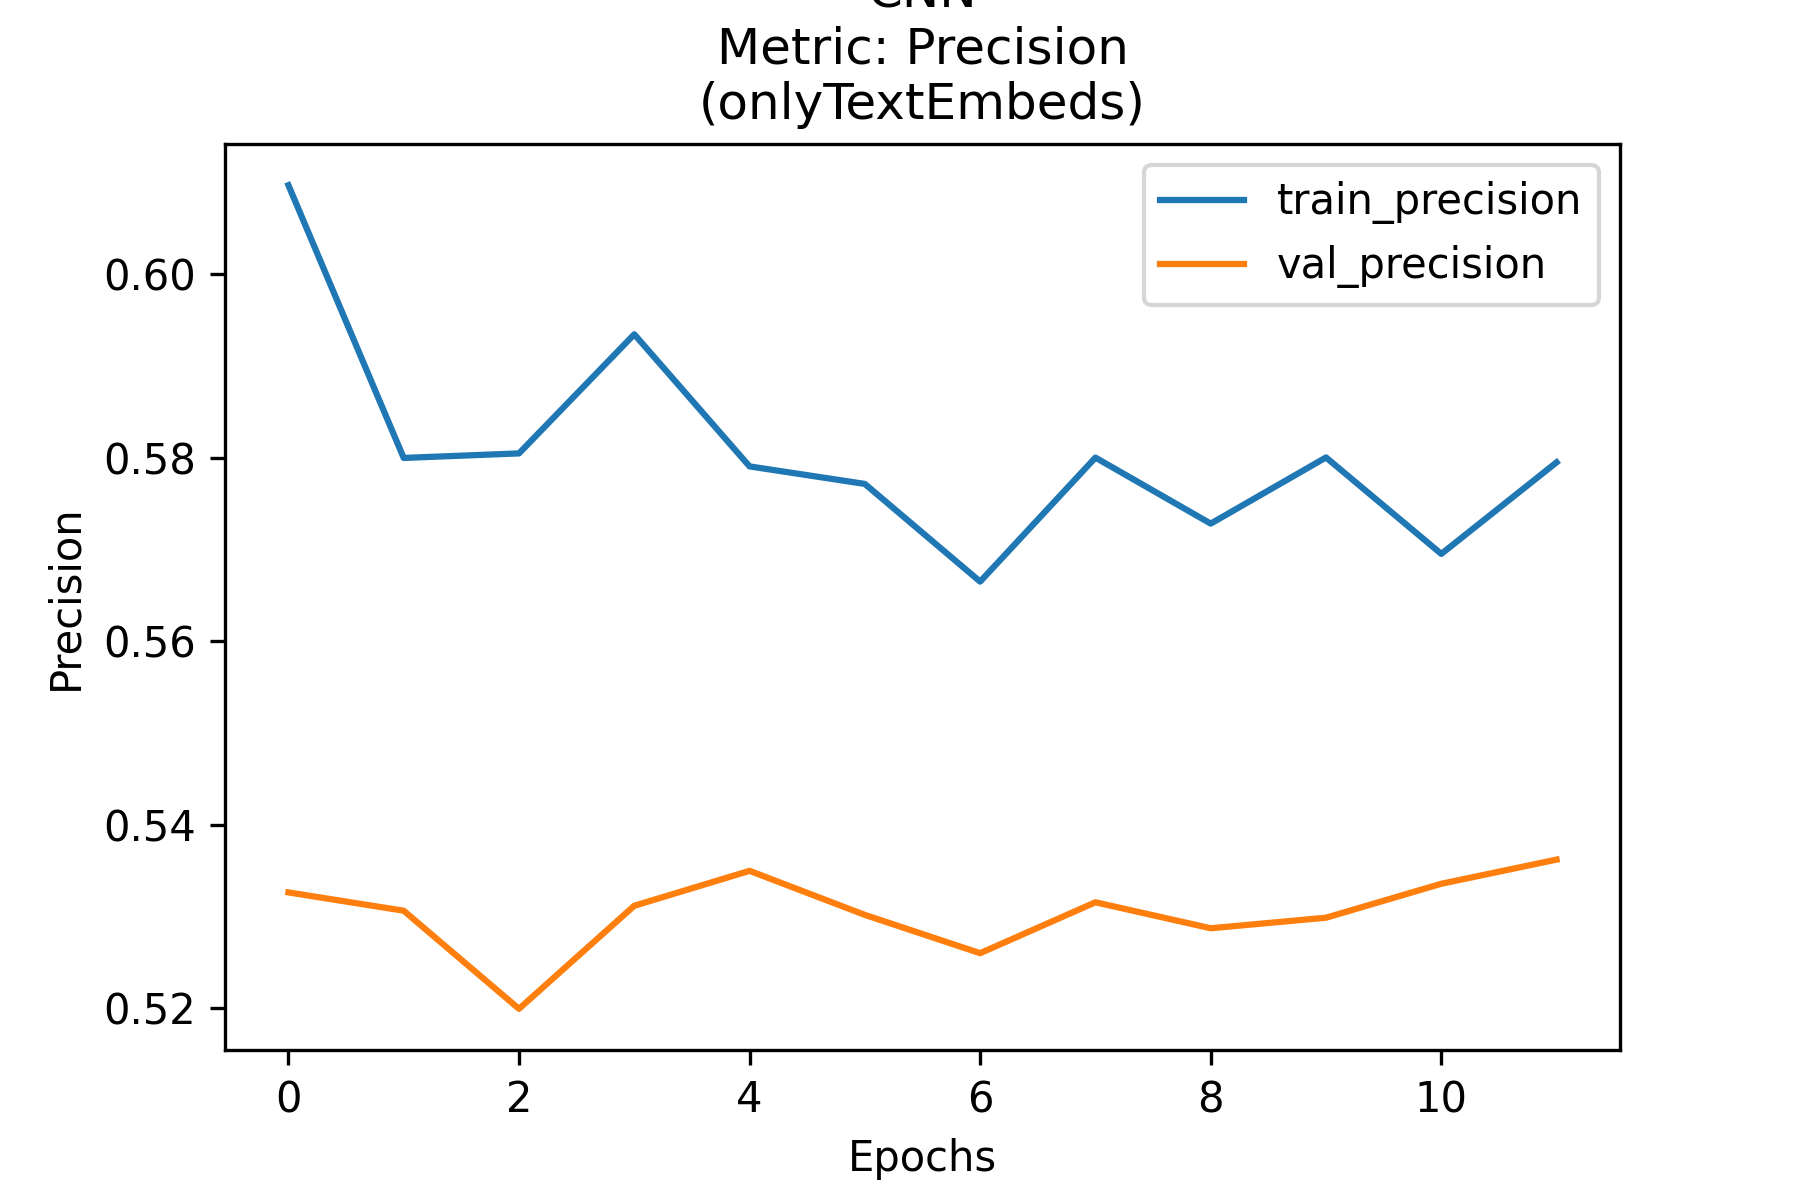 CNN
Metric: Precision
(onlyTextEmbeds)
train_precision
val_precision
0.60
0.58
0.56
0.54
0.52
Precision
0
2
4
6
8
10
Epochs